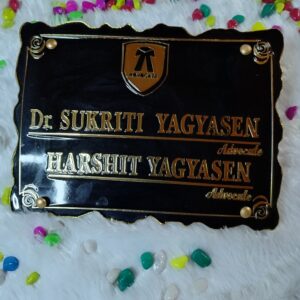 Dr. SUKRITI YAGYASEN
Advocate
HARSHIT YAGYASEN
Advocate